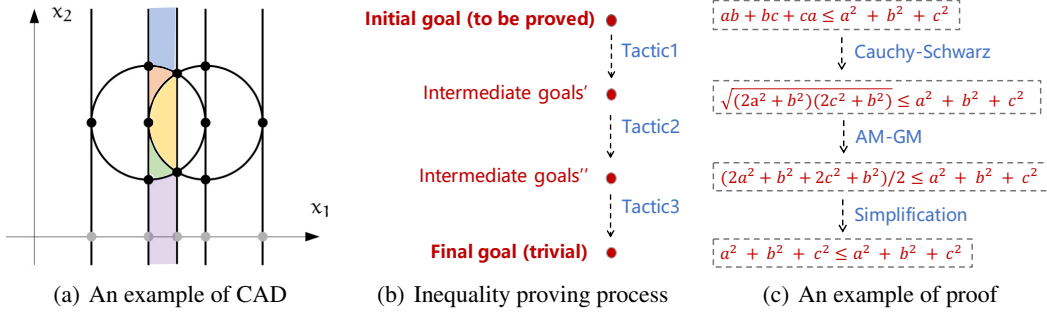 x₂
x₁
(a) An example of CAD
Initial goal (to be proved)
Tactic1
Intermediate goals'
Tactic2
Intermediate goals''
Tactic3
Final goal (trivial)
(b) Inequality proving process
ab + bc + ca ≤ a² + b² + c²
Cauchy-Schwarz
√(2a² + b²)(2c² + b²) ≤ a² + b² + c²
AM-GM
(2a² + b² + 2c² + b²)/2 ≤ a² + b² + c²
Simplification
a² + b² + c² ≤ a² + b² + c²
(c) An example of proof